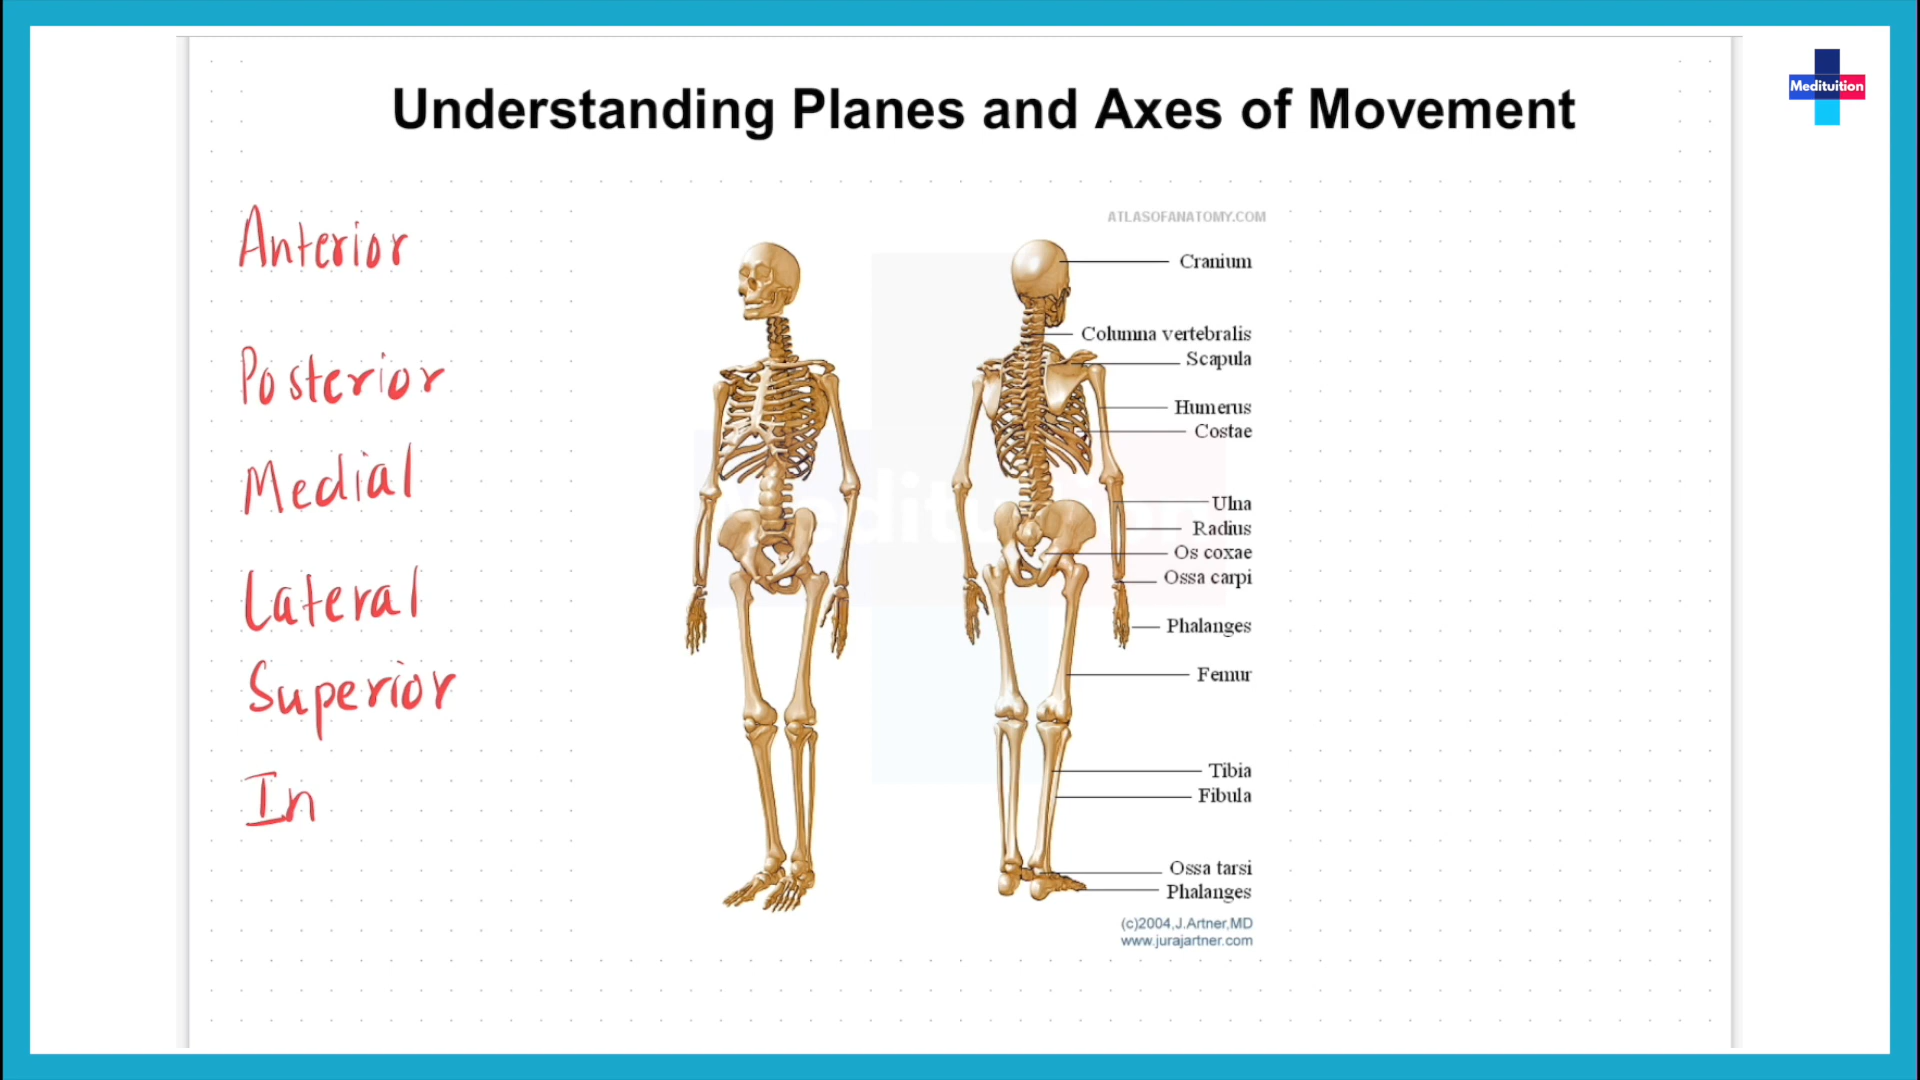 Understanding Planes and Axes of Movement
Medituition
Anterior
Posterior
Medial
Lateral
Superior
In
ATLASOFANATOMY.COM
Cranium
Columna vertebralis
Scapula
Humerus
Costae
Ulna
Radius
Os coxae
Ossa carpi
Phalanges
Femur
Tibia
Fibula
Ossa tarsi
Phalanges
(c)2004,J.Artner,MD
www.jurajartner.com